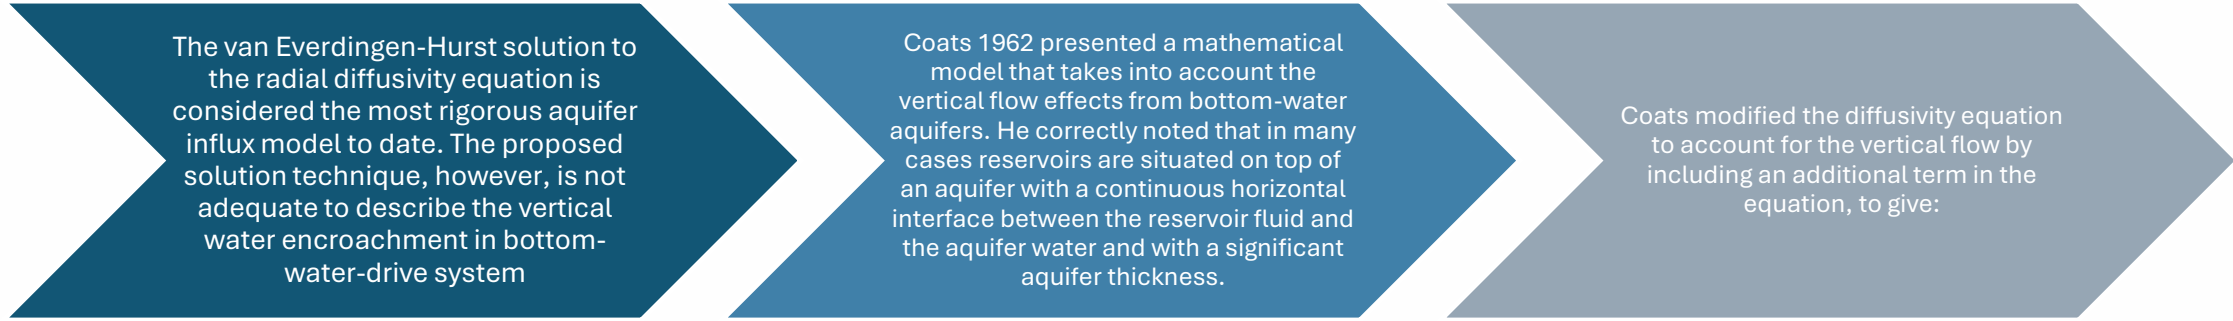 The van Everdingen-Hurst solution to
the radial diffusivity equation is
considered the most rigorous aquifer
influx model to date. The proposed
solution technique, however, is not
adequate to describe the vertical
water encroachment in bottom-
water-drive system
Coats 1962 presented a mathematical
model that takes into account the
vertical flow effects from bottom-water
aquifers. He correctly noted that in many
cases reservoirs are situated on top of
an aquifer with a continuous horizontal
interface between the reservoir fluid and
the aquifer water and with a significant
aquifer thickness.
Coats modified the diffusivity equation
to account for the vertical flow by
including an additional term in the
equation, to give: